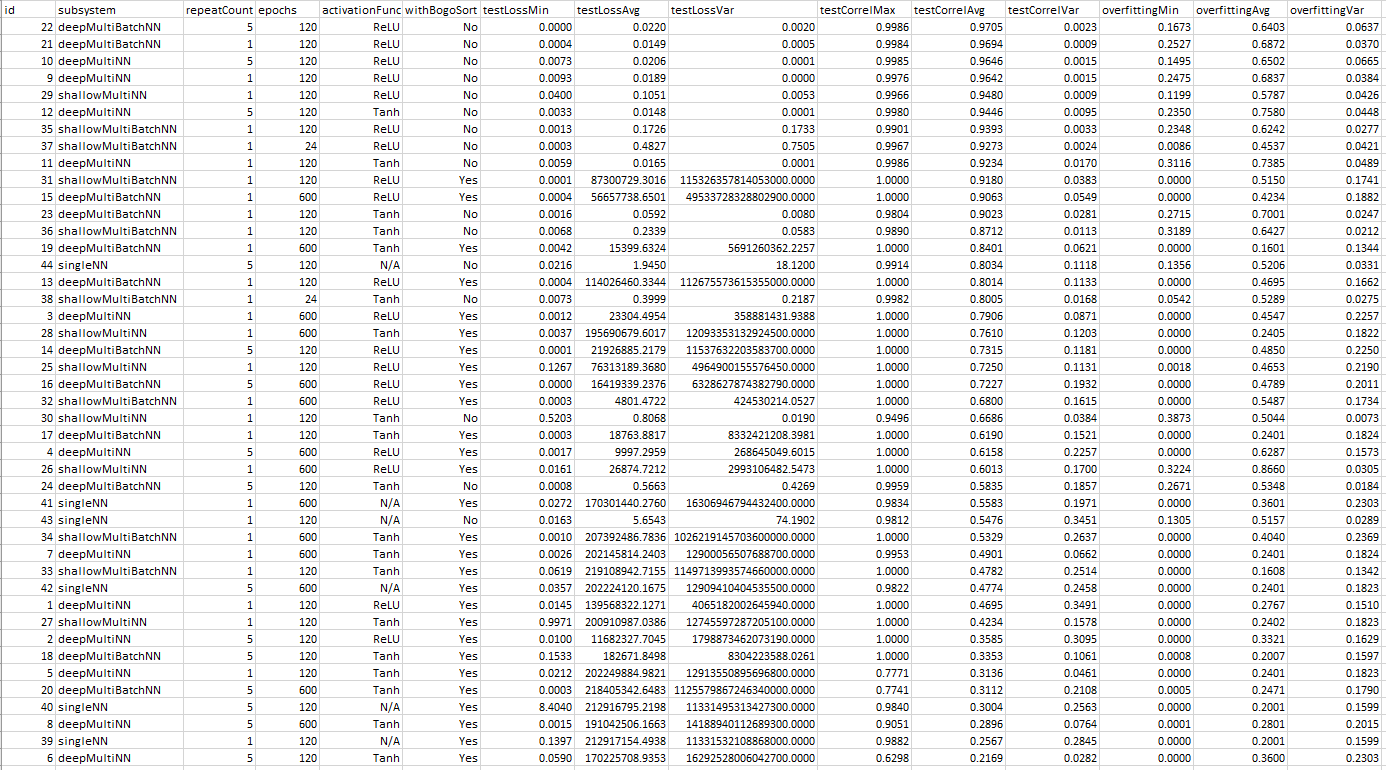 id subsystem repeatCount epochs activationFunc withBogoSort testLossMin testLossAvg testLossVar testCorrelMax testCorrelAvg testCorrelVar overfittingMin overfittingAvg overfittingVar
22 deepMultiBatchNN 5 120 ReLU No 0.0000 0.0220 0.0020 0.9986 0.9705 0.0023 0.1673 0.6403 0.0637
21 deepMultiBatchNN 1 120 ReLU No 0.0004 0.0149 0.0005 0.9984 0.9694 0.0009 0.2527 0.6872 0.0370
10 deepMultiNN 5 120 ReLU No 0.0073 0.0206 0.0001 0.9985 0.9646 0.0015 0.1495 0.6502 0.0665
9 deepMultiNN 1 120 ReLU No 0.0093 0.0189 0.0000 0.9976 0.9642 0.0015 0.2475 0.6837 0.0384
29 shallowMultiNN 1 120 ReLU No 0.0400 0.1051 0.0053 0.9966 0.9480 0.0009 0.1199 0.5787 0.0426
12 deepMultiNN 5 120 Tanh No 0.0033 0.0148 0.0001 0.9980 0.9446 0.0095 0.2350 0.7580 0.0448
35 shallowMultiBatchNN 1 120 ReLU No 0.0013 0.1726 0.1733 0.9901 0.9393 0.0033 0.2348 0.6242 0.0277
37 shallowMultiBatchNN 1 24 ReLU No 0.0003 0.4827 0.7505 0.9967 0.9273 0.0024 0.0086 0.4537 0.0421
11 deepMultiNN 1 120 Tanh No 0.0059 0.0165 0.0001 0.9986 0.9234 0.0170 0.3116 0.7385 0.0489
31 shallowMultiBatchNN 1 120 ReLU Yes 0.0001 87300729.3016 115326357814053000.0000 1.0000 0.9180 0.0383 0.0000 0.5150 0.1741
15 deepMultiBatchNN 1 600 ReLU Yes 0.0004 56657738.6501 49533728328802900.0000 1.0000 0.9063 0.0549 0.0000 0.4234 0.1882
23 deepMultiBatchNN 1 120 Tanh No 0.0016 0.0592 0.0080 0.9804 0.9023 0.0281 0.2715 0.7001 0.0247
36 shallowMultiBatchNN 1 120 Tanh No 0.0068 0.2339 0.0583 0.9890 0.8712 0.0113 0.3189 0.6427 0.0212
19 deepMultiBatchNN 1 600 Tanh Yes 0.0042 15399.6324 5691260362.2257 1.0000 0.8401 0.0621 0.0000 0.1601 0.1344
44 singleNN 5 120 N/A No 0.0216 1.9450 18.1200 0.9914 0.8034 0.1118 0.1356 0.5206 0.0331
13 deepMultiBatchNN 1 120 ReLU Yes 0.0004 114026460.3344 112675573615355000.0000 1.0000 0.8014 0.1133 0.0000 0.4695 0.1662
38 shallowMultiBatchNN 1 24 Tanh No 0.0073 0.3999 0.2187 0.9982 0.8005 0.0168 0.0542 0.5289 0.0275
3 deepMultiNN 1 600 ReLU Yes 0.0012 23304.4954 358881431.9388 1.0000 0.7906 0.0871 0.0000 0.4547 0.2257
28 shallowMultiNN 1 600 Tanh Yes 0.0037 195690679.6017 12093353132924500.0000 1.0000 0.7610 0.1203 0.0000 0.2405 0.1822
14 deepMultiBatchNN 5 120 ReLU Yes 0.0001 21926885.2179 11537632203583700.0000 1.0000 0.7315 0.1181 0.0000 0.4850 0.2250
25 shallowMultiNN 1 120 ReLU Yes 0.1267 76313189.3680 4964900155576450.0000 1.0000 0.7250 0.1131 0.0018 0.4653 0.2190
16 deepMultiBatchNN 5 600 ReLU Yes 0.0000 16419339.2376 6328627874382790.0000 1.0000 0.7227 0.1932 0.0000 0.4789 0.2011
32 shallowMultiBatchNN 1 600 ReLU Yes 0.0003 4801.4722 424530214.0527 1.0000 0.6800 0.1615 0.0000 0.5487 0.1734
30 shallowMultiNN 1 120 Tanh No 0.5203 0.8068 0.0190 0.9496 0.6686 0.0384 0.3873 0.5044 0.0073
17 deepMultiBatchNN 1 120 Tanh Yes 0.0003 18763.8817 8332421208.3981 1.0000 0.6190 0.1521 0.0000 0.2401 0.1824
4 deepMultiNN 5 600 ReLU Yes 0.0017 9997.2959 268645049.6015 1.0000 0.6158 0.2257 0.0000 0.6287 0.1573
26 shallowMultiNN 1 600 ReLU Yes 0.0161 26874.7212 2993106482.5473 1.0000 0.6013 0.1700 0.3224 0.8660 0.0305
24 deepMultiBatchNN 5 120 Tanh No 0.0008 0.5663 0.4269 0.9959 0.5835 0.1857 0.2671 0.5348 0.0184
41 singleNN 1 600 N/A Yes 0.0272 170301440.2760 16306946794432400.0000 0.9834 0.5583 0.1971 0.0000 0.3601 0.2303
43 singleNN 1 120 N/A No 0.0163 5.6543 74.1902 0.9812 0.5476 0.3451 0.1305 0.5157 0.0289
34 shallowMultiBatchNN 1 600 Tanh Yes 0.0010 207392486.7836 1026219145703600000.0000 1.0000 0.5329 0.2637 0.0000 0.4040 0.2369
7 deepMultiNN 1 600 Tanh Yes 0.0026 202145814.2403 12900056507688700.0000 0.9953 0.4901 0.0662 0.0000 0.2401 0.1824
33 shallowMultiBatchNN 1 120 Tanh Yes 0.0619 219108942.7155 1149713993574660000.0000 1.0000 0.4782 0.2514 0.0000 0.1608 0.1342
42 singleNN 5 600 N/A Yes 0.0357 202224120.1675 12909410404535500.0000 0.9822 0.4774 0.2458 0.0000 0.2401 0.1823
1 deepMultiNN 1 120 ReLU Yes 0.0145 139568322.1271 4065182002645940.0000 1.0000 0.4695 0.3491 0.0000 0.2767 0.1510
27 shallowMultiNN 1 120 Tanh Yes 0.9971 200910987.0386 12745597287205100.0000 1.0000 0.4234 0.1578 0.0000 0.2402 0.1823
2 deepMultiNN 5 120 ReLU Yes 0.0100 11682327.7045 1798873462073190.0000 1.0000 0.3585 0.3095 0.0000 0.3321 0.1629
18 deepMultiBatchNN 5 120 Tanh Yes 0.1533 182671.8498 8304223588.0261 1.0000 0.3353 0.1061 0.0008 0.2007 0.1597
5 deepMultiNN 1 120 Tanh Yes 0.0212 202249884.9821 12913550895696800.0000 0.7771 0.3136 0.0461 0.0000 0.2401 0.1823
20 deepMultiBatchNN 5 600 Tanh Yes 0.0003 218405342.6483 1125579867246340000.0000 0.7741 0.3112 0.2108 0.0005 0.2471 0.1790
40 singleNN 5 120 N/A Yes 8.4040 212916795.2198 11331495313427300.0000 0.9840 0.3004 0.2563 0.0000 0.2001 0.1599
8 deepMultiNN 5 600 Tanh Yes 0.0015 191042506.1663 14188940112689300.0000 0.9051 0.2896 0.0764 0.0001 0.2801 0.2015
39 singleNN 1 120 N/A Yes 0.1397 212917154.4938 11331532108868000.0000 0.9882 0.2567 0.2845 0.0000 0.2001 0.1599
6 deepMultiNN 5 120 Tanh Yes 0.0590 170225708.9353 16292528006042700.0000 0.6298 0.2169 0.0282 0.0000 0.3600 0.2303